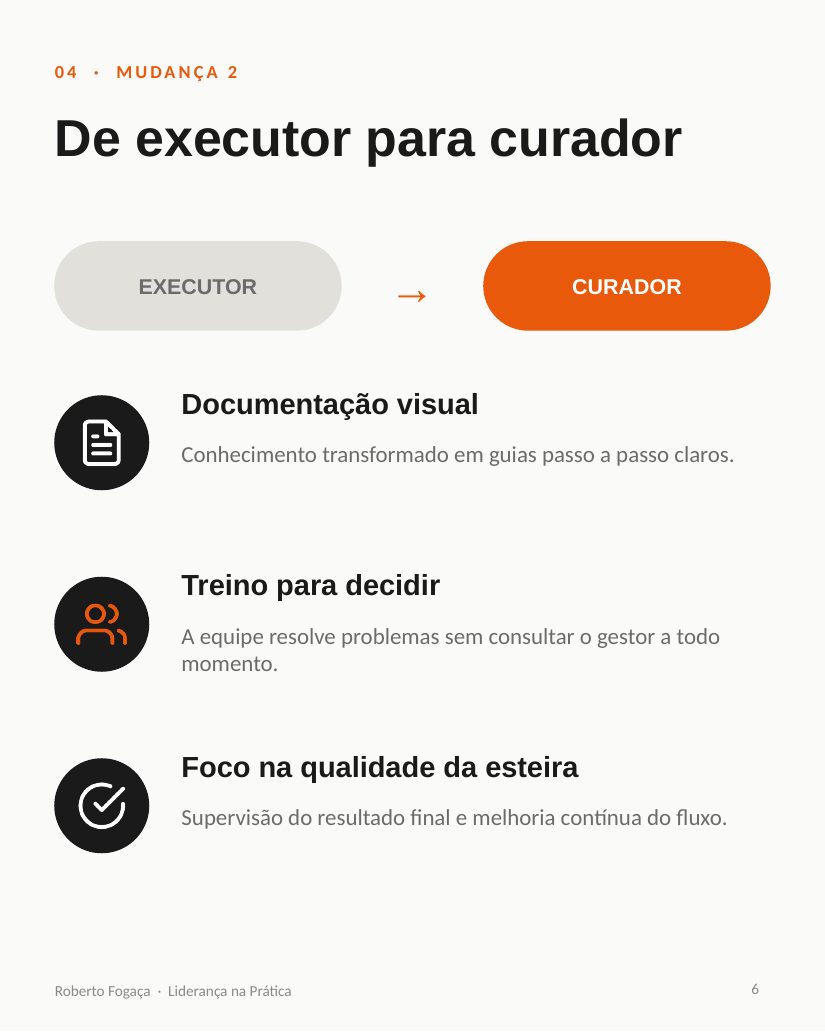 04 · MUDANÇA 2
De executor para curador
EXECUTOR
→
CURADOR
Documentação visual
Conhecimento transformado em guias passo a passo claros.
Treino para decidir
A equipe resolve problemas sem consultar o gestor a todo
momento.
Foco na qualidade da esteira
Supervisão do resultado final e melhoria contínua do fluxo.
Roberto Fogaça · Liderança na Prática
6